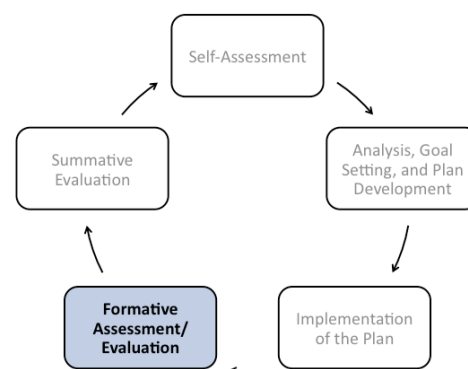 Self-Assessment
Analysis, Goal
Setting, and Plan
Development
Implementation
of the Plan
Formative
Assessment/
Evaluation
Summative
Evaluation